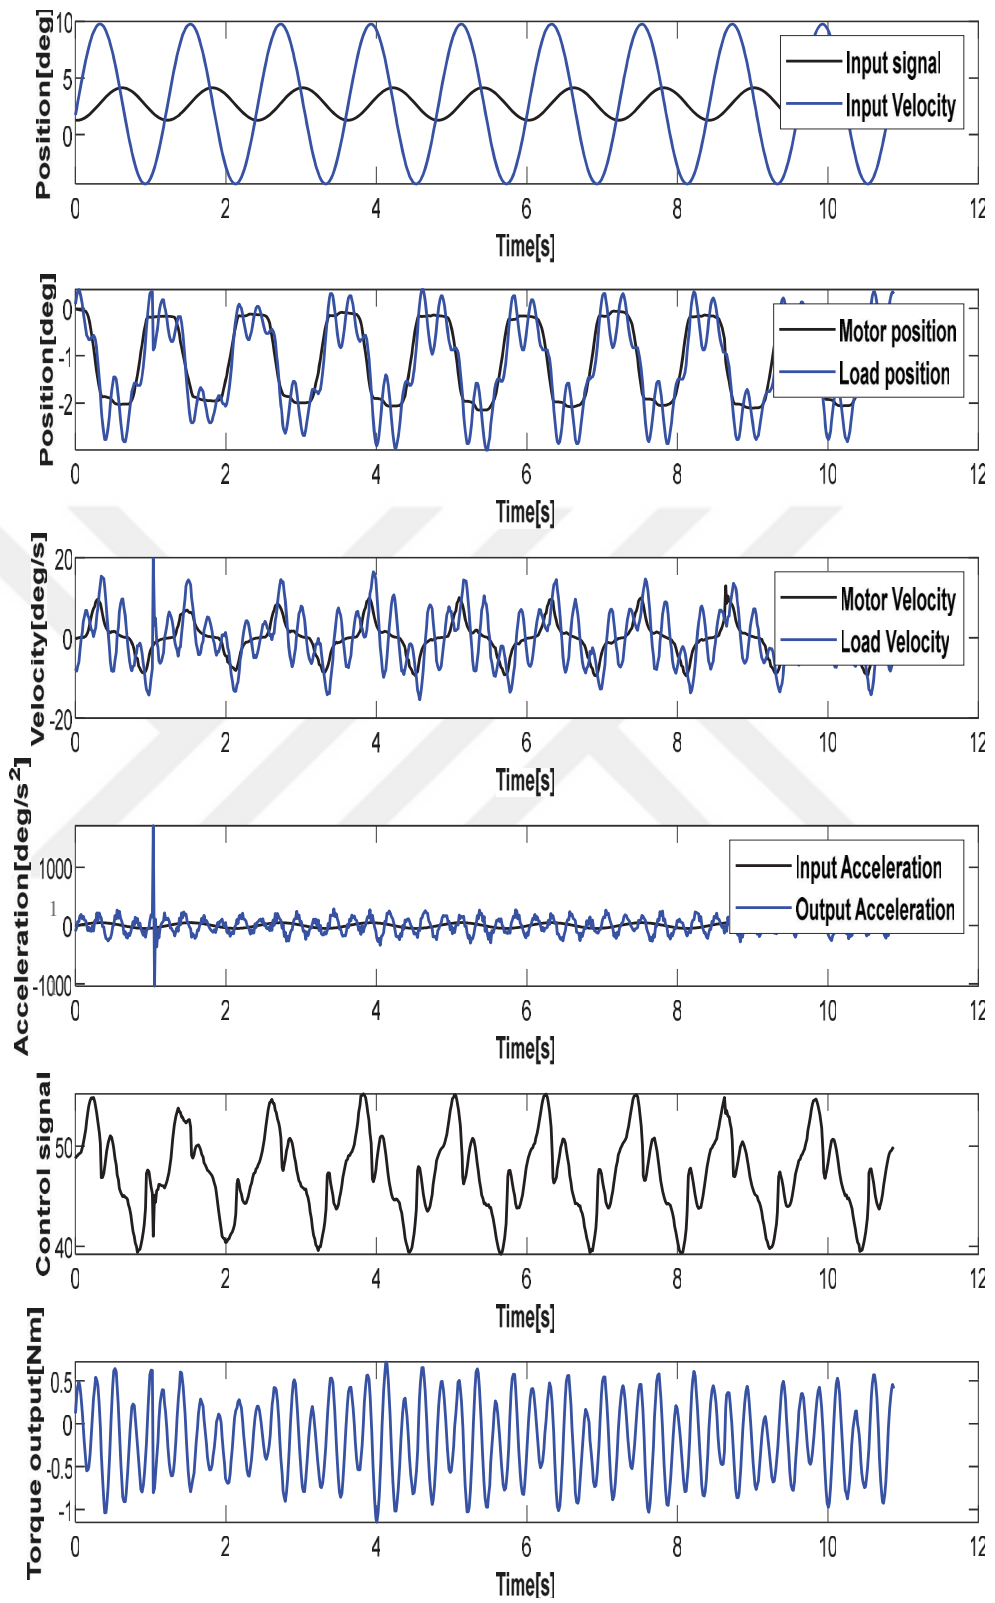 Position[deg]
10
5
0
Input signal
Input Velocity
0 2 4 6 8 10 12
Time[s]
Position[deg]
0
-1
-2
Motor position
Load position
0 2 4 6 8 10 12
Time[s]
Velocity[deg/s]
20
0
-20
Motor Velocity
Load Velocity
0 2 4 6 8 10 12
Time[s]
Acceleration[deg/s²]
1000
1
0
-1000
Input Acceleration
Output Acceleration
0 2 4 6 8 10 12
Time[s]
Control signal
50
40
0 2 4 6 8 10 12
Time[s]
Torque output[Nm]
0.5
0
-0.5
-1
0 2 4 6 8 10 12
Time[s]